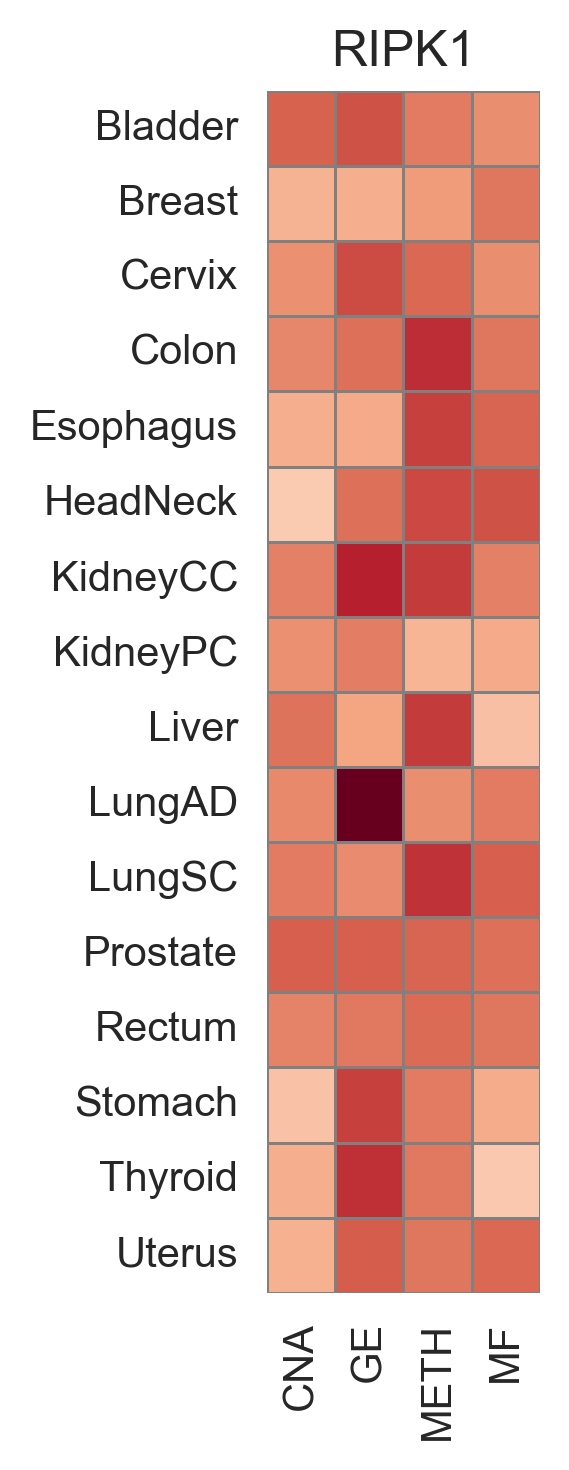 RIPK1
Bladder
Breast
Cervix
Colon
Esophagus
HeadNeck
KidneyCC
KidneyPC
Liver
LungAD
LungSC
Prostate
Rectum
Stomach
Thyroid
Uterus
CNA
GE
METH
MF